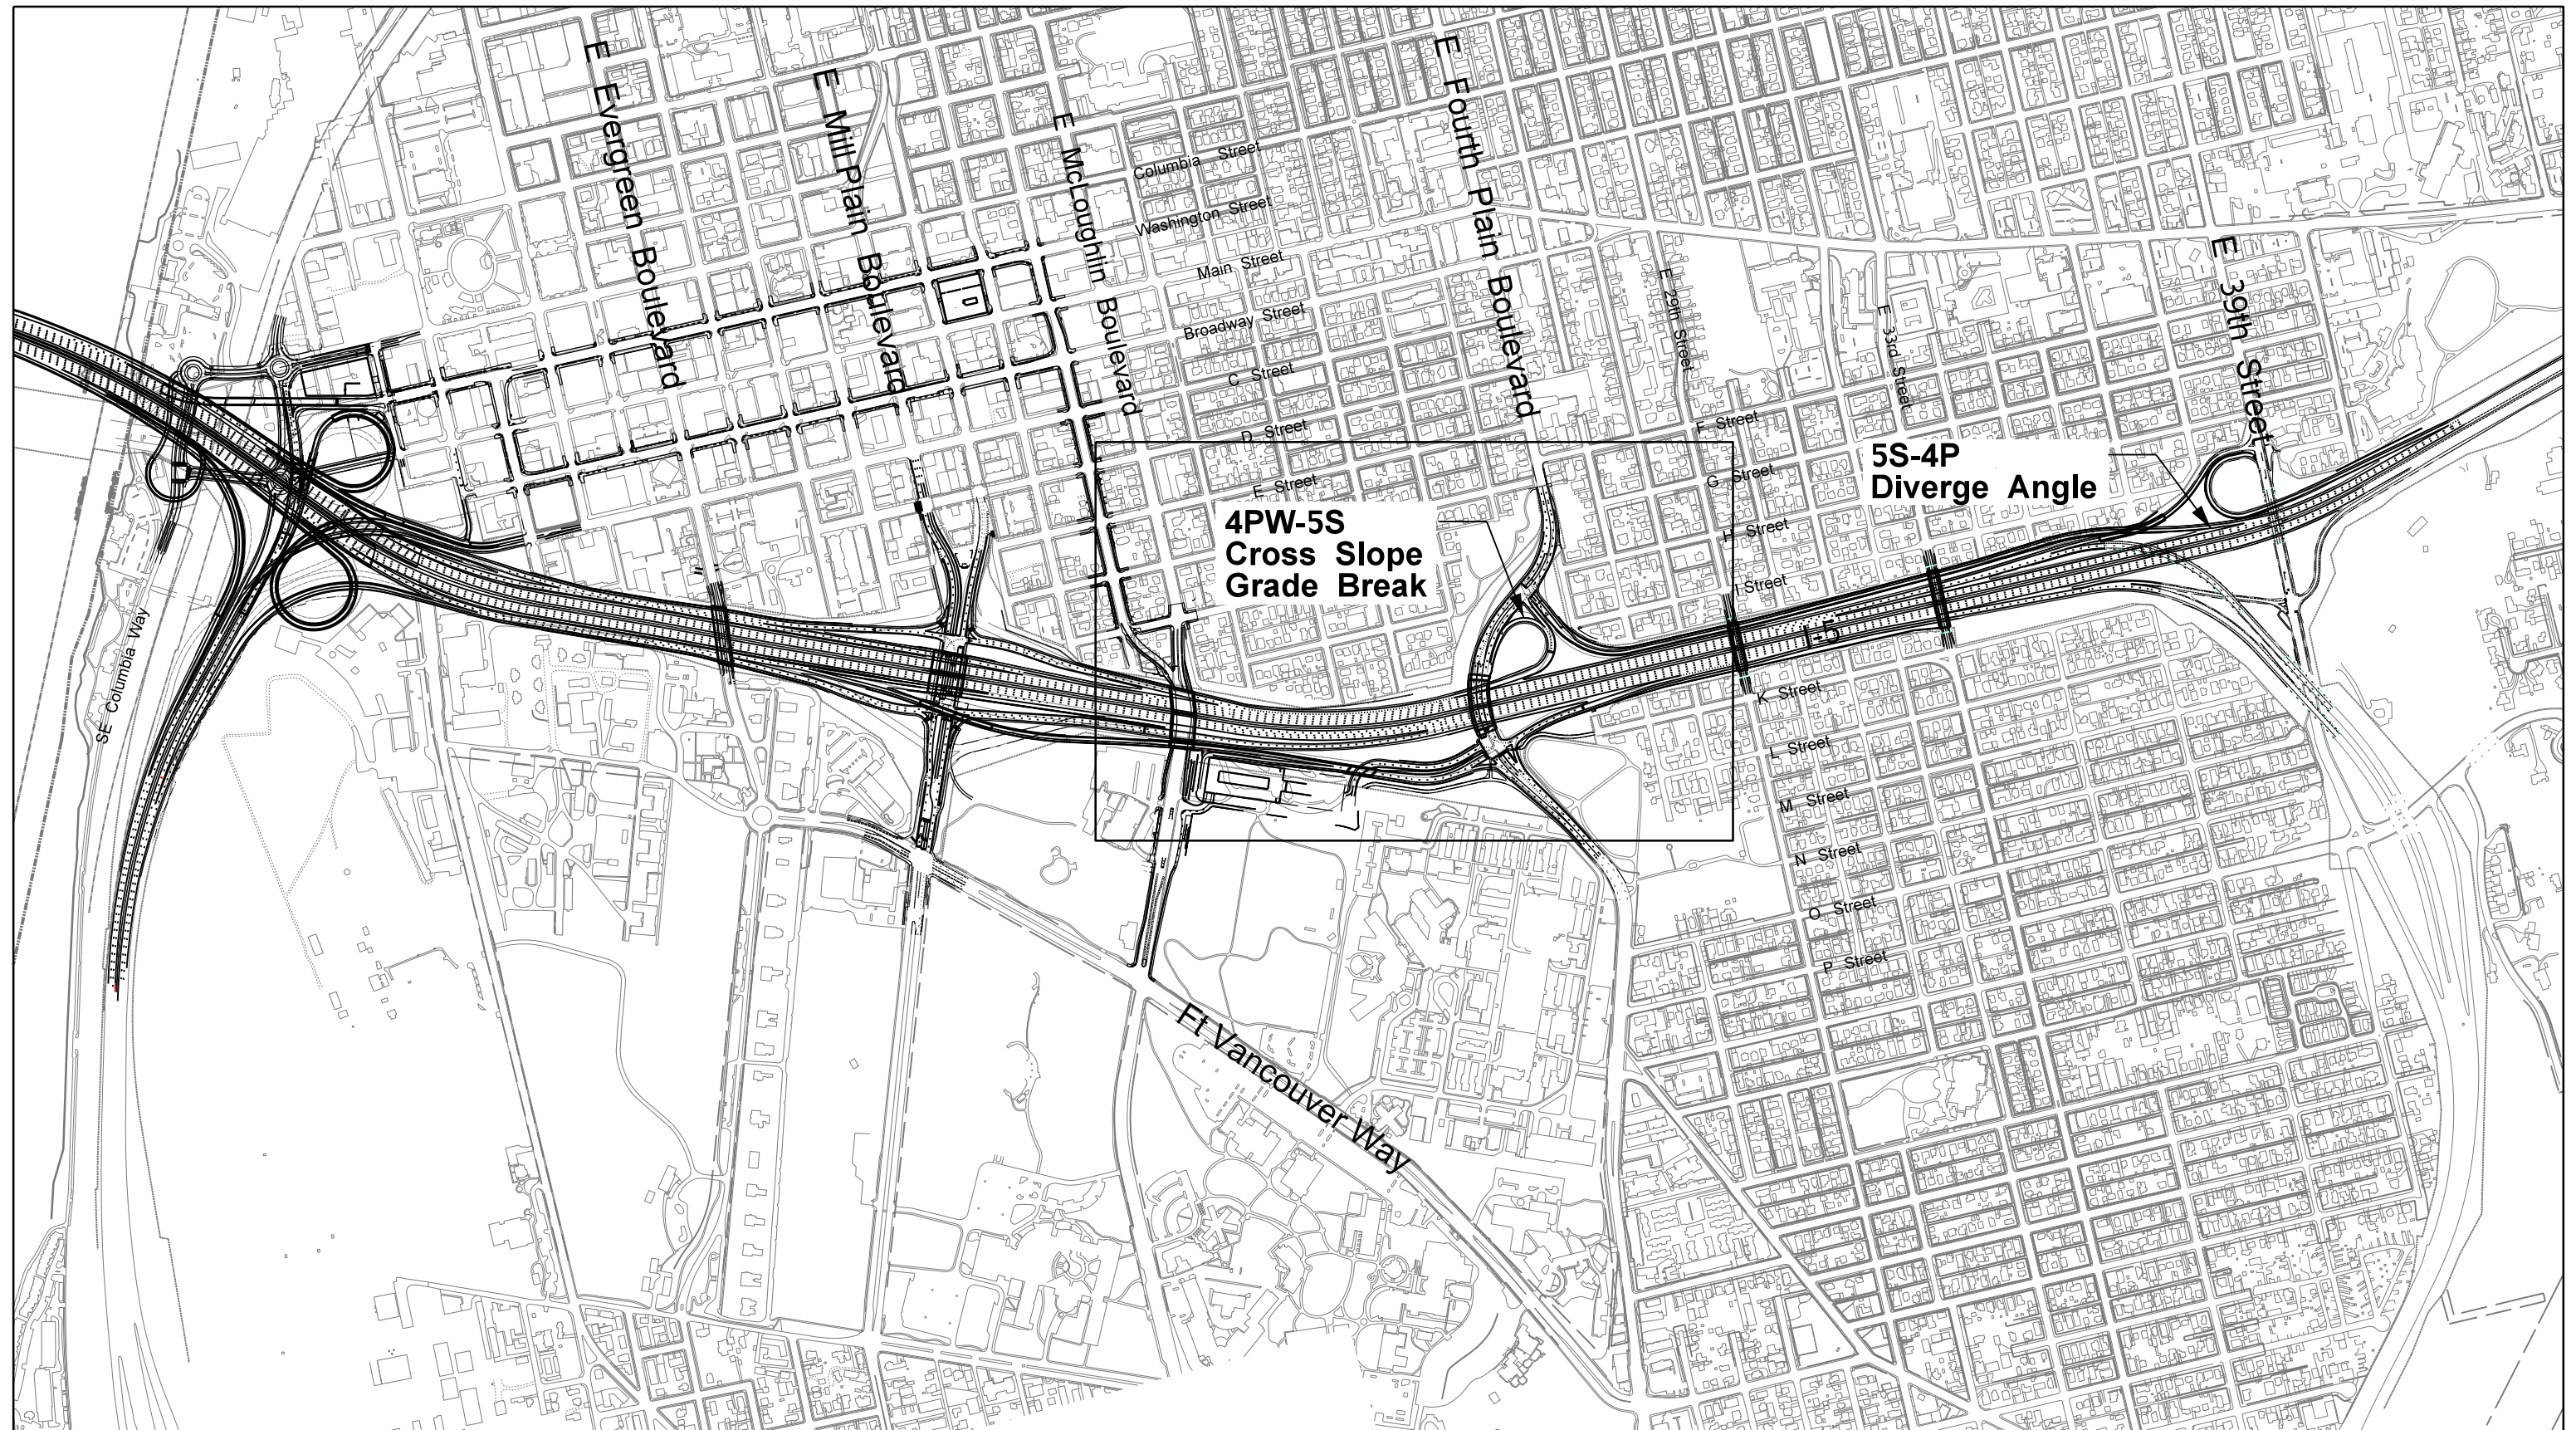 E Evergreen Boulevard
E Mill Plain Boulevard
E McLoughlin Boulevard
E Fourth Plain Boulevard
E 39th Street
Columbia Street
Washington Street
Main Street
Broadway Street
C Street
D Street
E Street
E 29th Street
E 33rd Street
F Street
G Street
H Street
I Street
4PW-5S
Cross Slope
Grade Break
5S-4P
Diverge Angle
I-5
K Street
L Street
M Street
N Street
O Street
P Street
SE Columbia Way
Ft Vancouver Way